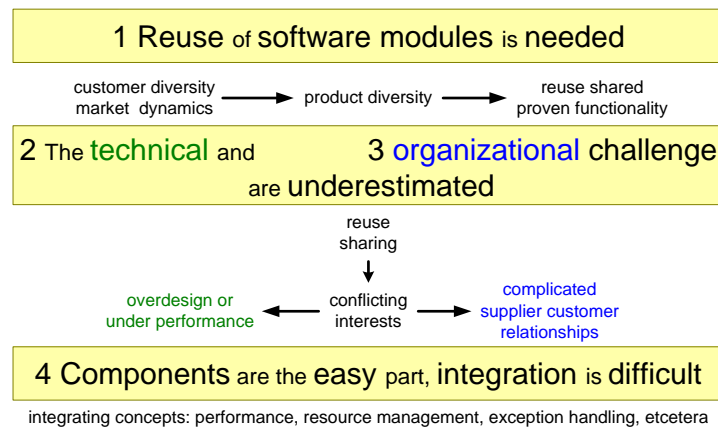 1 Reuse of software modules is needed
customer diversity
market dynamics
product diversity
reuse shared
proven functionality
2 The technical and 3 organizational challenge
are underestimated
reuse
sharing
overdesign or
under performance
conflicting
interests
complicated
supplier customer
relationships
4 Components are the easy part, integration is difficult
integrating concepts: performance, resource management, exception handling, etcetera